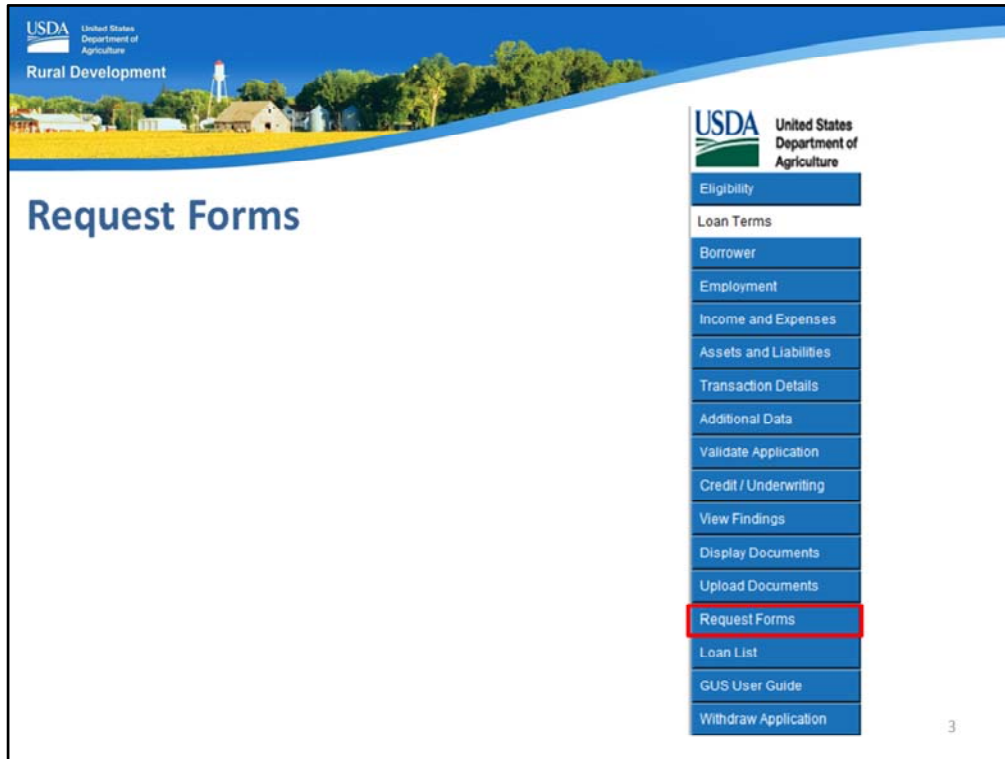 USDA
United States
Department of
Agriculture
Rural Development
Request Forms
USDA
United States
Department of
Agriculture
Eligibility
Loan Terms
Borrower
Employment
Income and Expenses
Assets and Liabilities
Transaction Details
Additional Data
Validate Application
Credit / Underwriting
View Findings
Display Documents
Upload Documents
Request Forms
Loan List
GUS User Guide
Withdraw Application
3